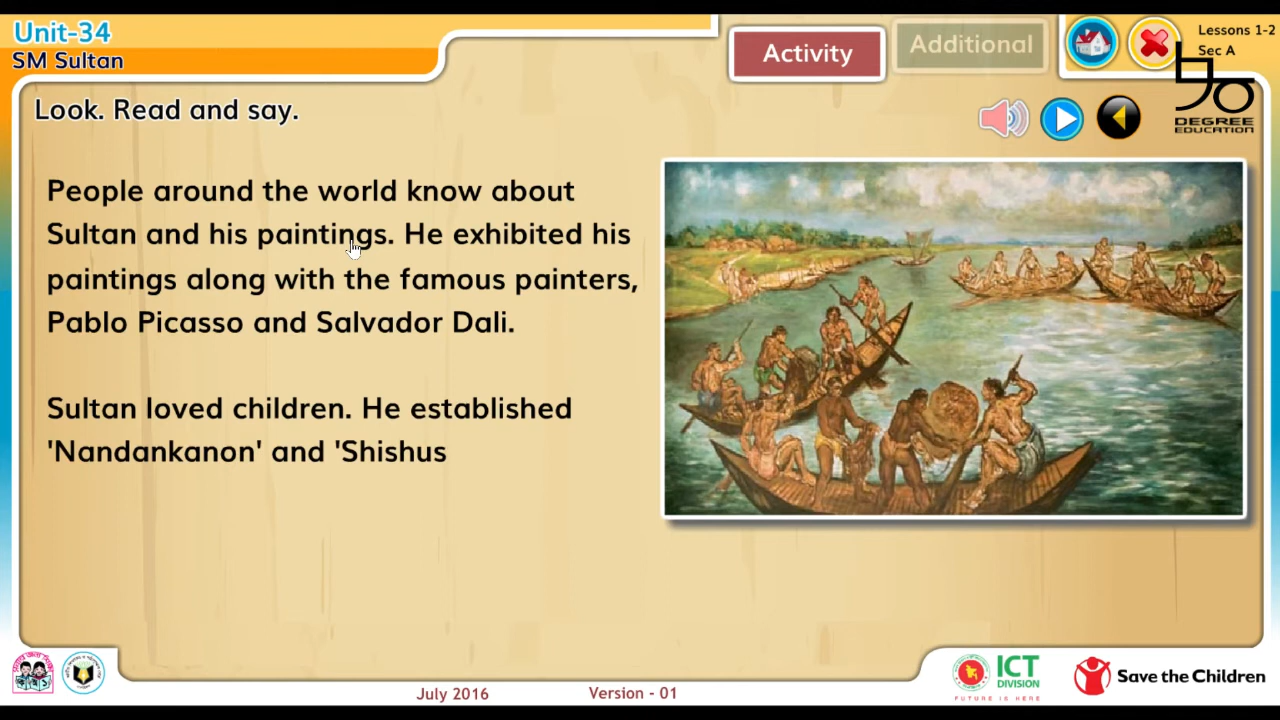 Unit-34
SM Sultan
Activity
Additional
Lessons 1-2
Sec A
DEGREE
EDUCATION
Look. Read and say.
People around the world know about
Sultan and his paintings. He exhibited his
paintings along with the famous painters,
Pablo Picasso and Salvador Dali.
Sultan loved children. He established
'Nandankanon' and 'Shishus
July 2016
Version - 01
ICT
DIVISION
FUTURE IS HERE
Save the Children